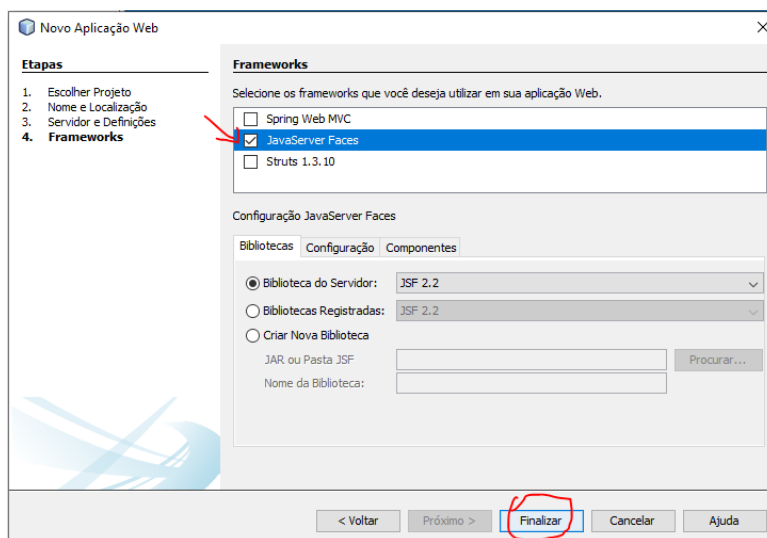 Novo Aplicação Web
Etapas
1. Escolher Projeto
2. Nome e Localização
3. Servidor e Definições
4. Frameworks
Frameworks
Selecione os frameworks que você deseja utilizar em sua aplicação Web.
Spring Web MVC
JavaServer Faces
Struts 1.3.10
Configuração JavaServer Faces
Bibliotecas Configuração Componentes
Biblioteca do Servidor: JSF 2.2
Bibliotecas Registradas: JSF 2.2
Criar Nova Biblioteca
JAR ou Pasta JSF Procurar...
Nome da Biblioteca:
< Voltar Próximo > Finalizar Cancelar Ajuda